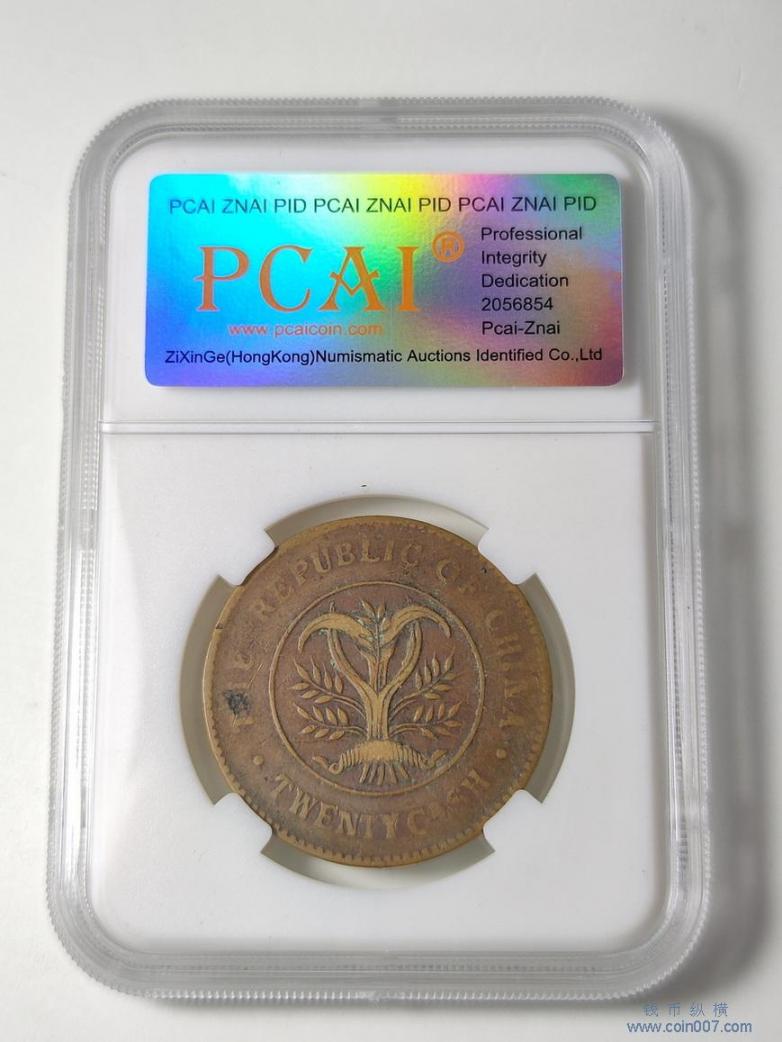 PCAI ZNAI PID PCAI ZNAI PID PCAI ZNAI PID
PCAI®
www.pcaicoin.com
Professional
Integrity
Dedication
2056854
Pcai-Znai
ZiXinGe(HongKong)Numismatic Auctions Identified Co.,Ltd
THE REPUBLIC OF CHINA
TWENTY CASH
钱币纵横
www.coin007.com